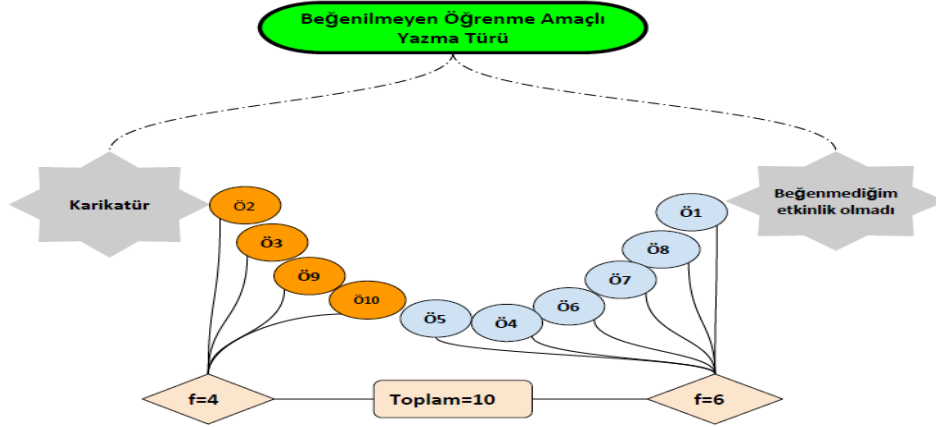 Beğenilmeyen Öğrenme Amaçlı
Yazma Türü
Karikatür
Beğenmediğim
etkinlik olmadı
Ö2
Ö3
Ö9
Ö10
Ö5
Ö4
Ö6
Ö7
Ö8
Ö1
f=4
Toplam=10
f=6